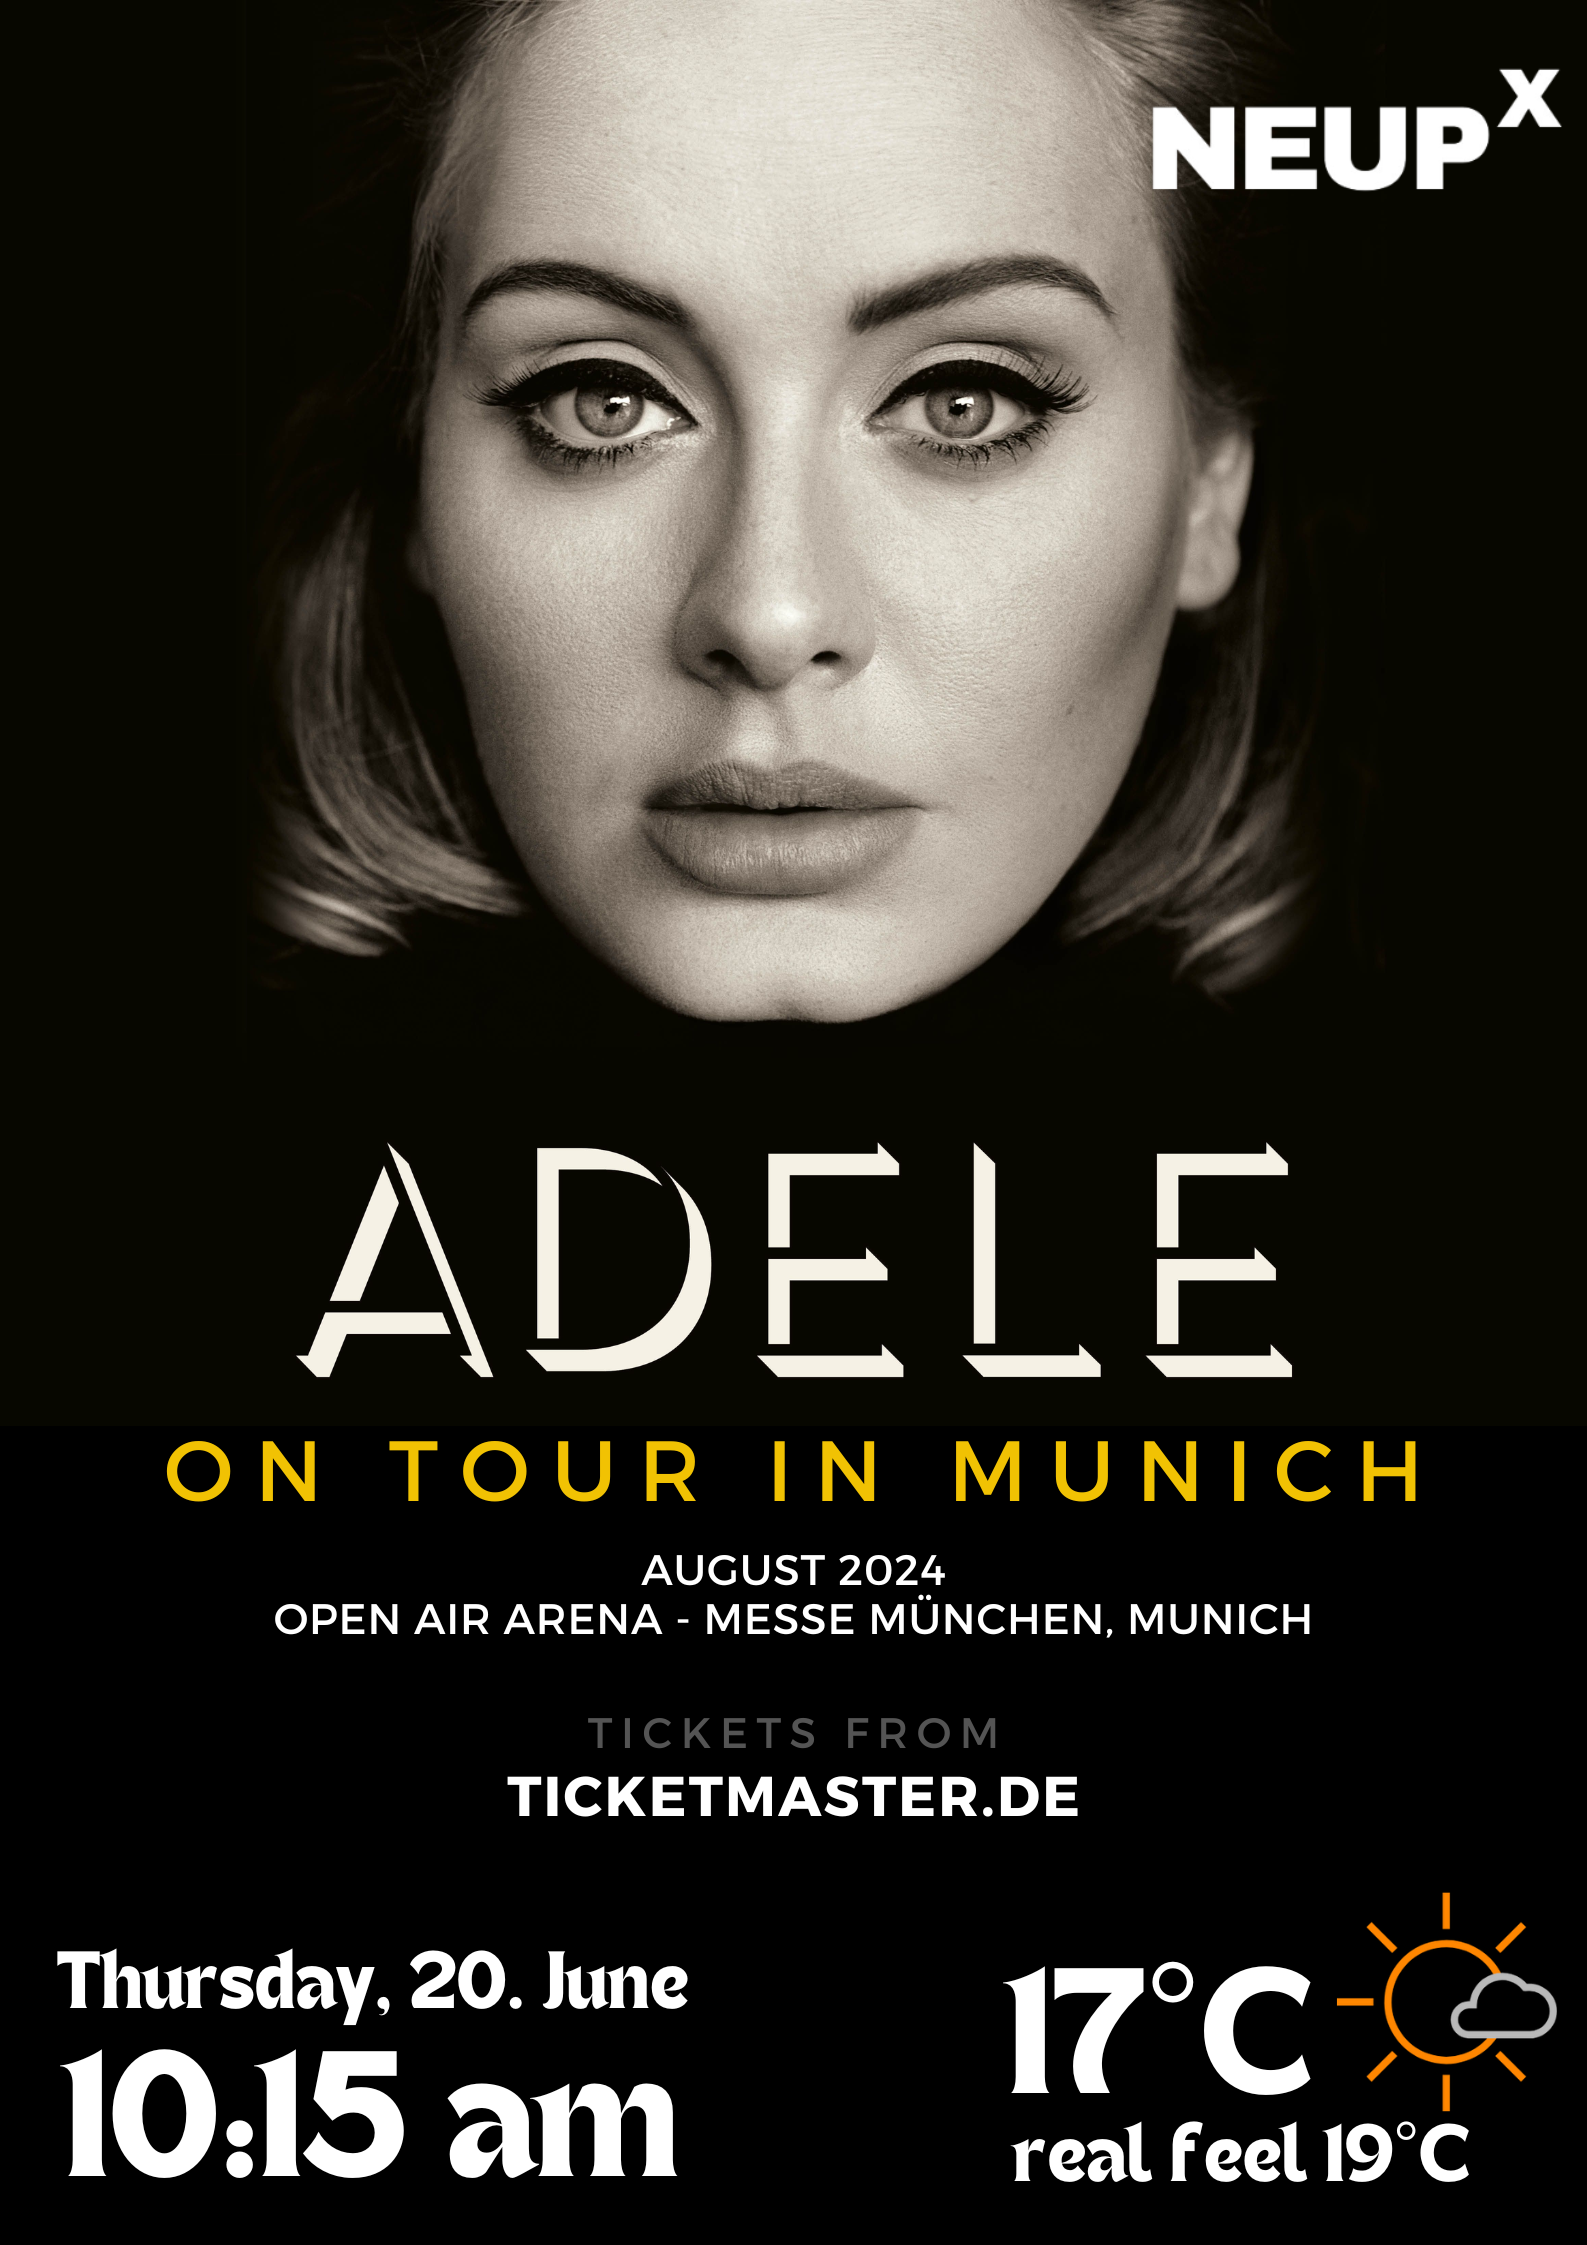 NEUPX
ADELE
ON TOUR IN MUNICH
AUGUST 2024
OPEN AIR ARENA - MESSE MÜNCHEN, MUNICH
TICKETS FROM
TICKETMASTER.DE
Thursday, 20. June
10:15 am
17°C
real feel 19°C